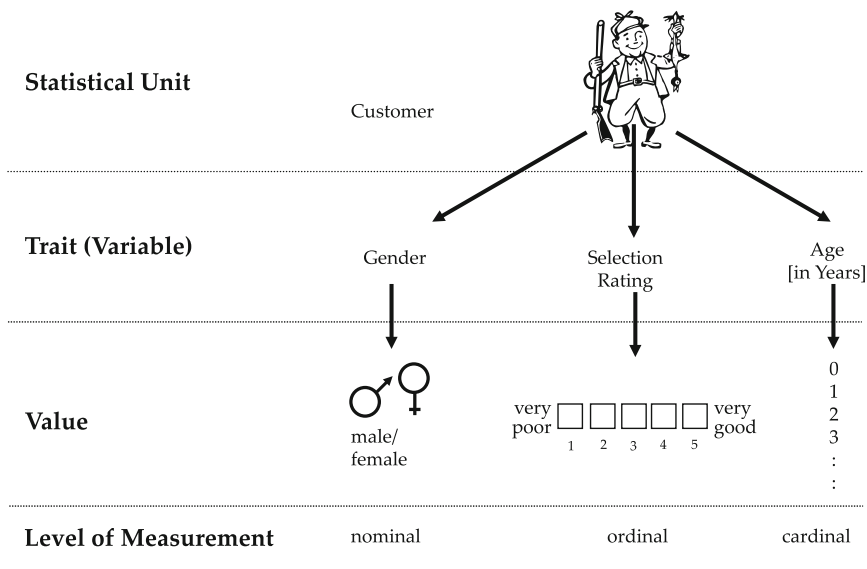 Statistical Unit
Customer
Trait (Variable)
Gender
Selection
Rating
Age
[in Years]
Value
male/
female
very
poor
1 2 3 4 5
very
good
0
1
2
3
:
:
Level of Measurement
nominal
ordinal
cardinal